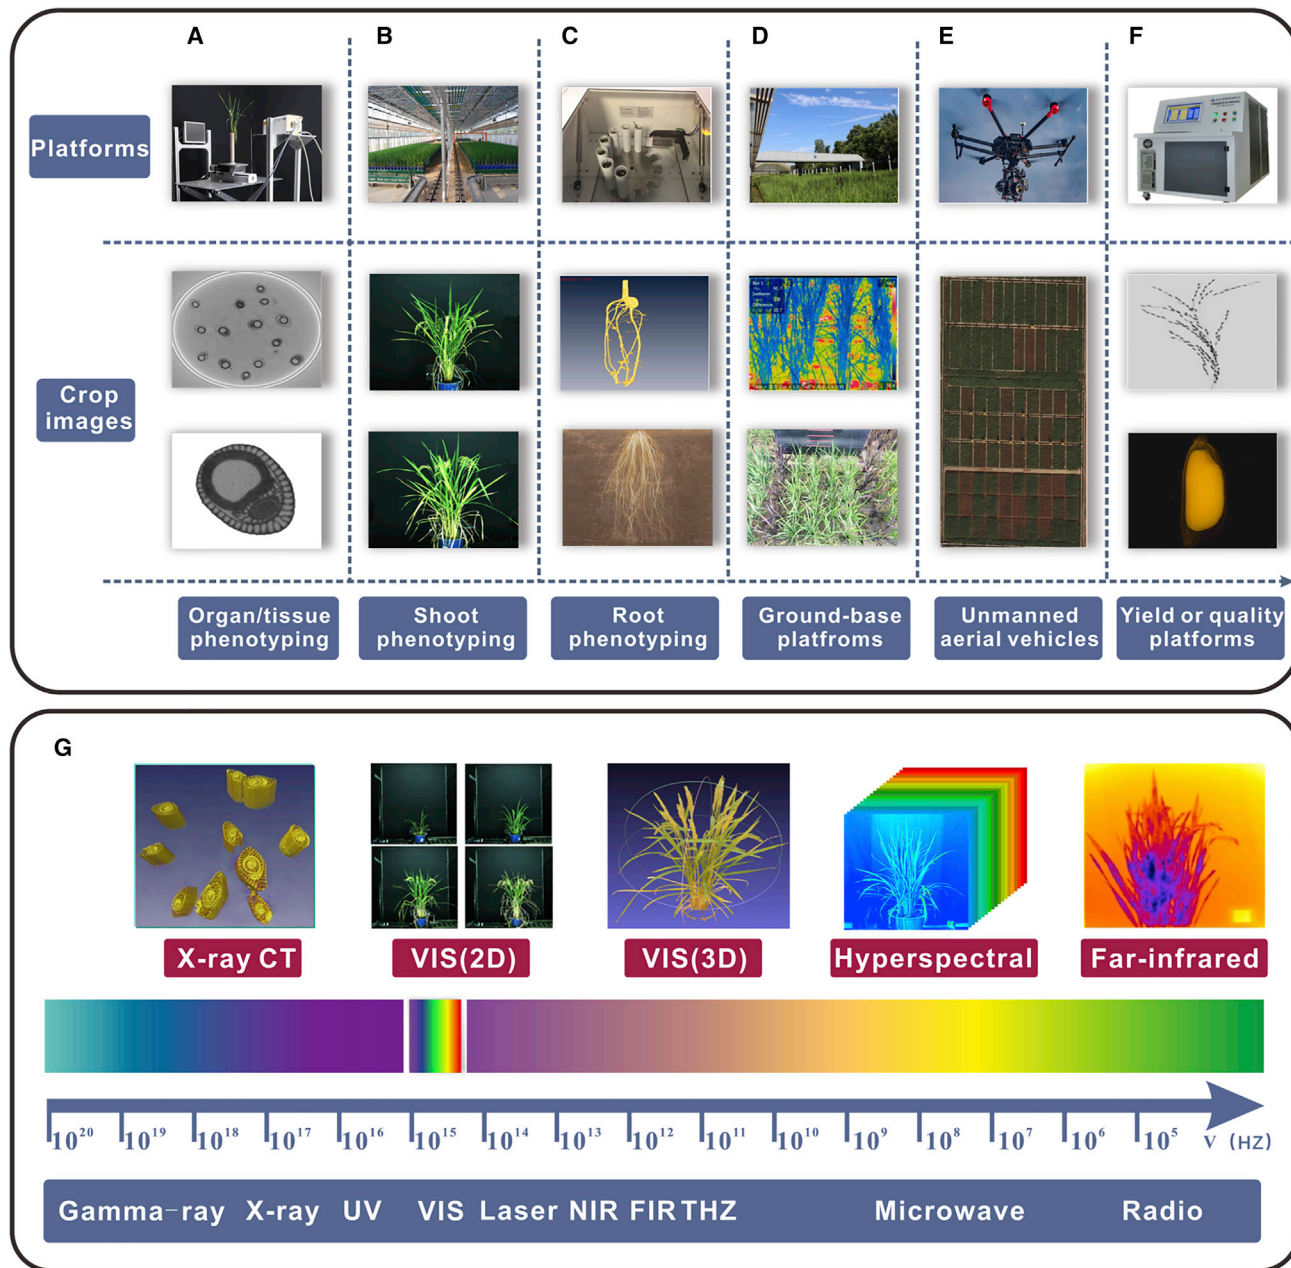 A B C D E F
Platforms
Crop
images
Organ/tissue
phenotyping
Shoot
phenotyping
Root
phenotyping
Ground-base
platfroms
Unmanned
aerial vehicles
Yield or quality
platforms
G
X-ray CT
VIS(2D)
VIS(3D)
Hyperspectral
Far-infrared
10²⁰ 10¹⁹ 10¹⁸ 10¹⁷ 10¹⁶ 10¹⁵ 10¹⁴ 10¹³ 10¹² 10¹¹ 10¹⁰ 10⁹ 10⁸ 10⁷ 10⁶ 10⁵ V (HZ)
Gamma-ray X-ray UV VIS Laser NIR FIR THZ Microwave Radio